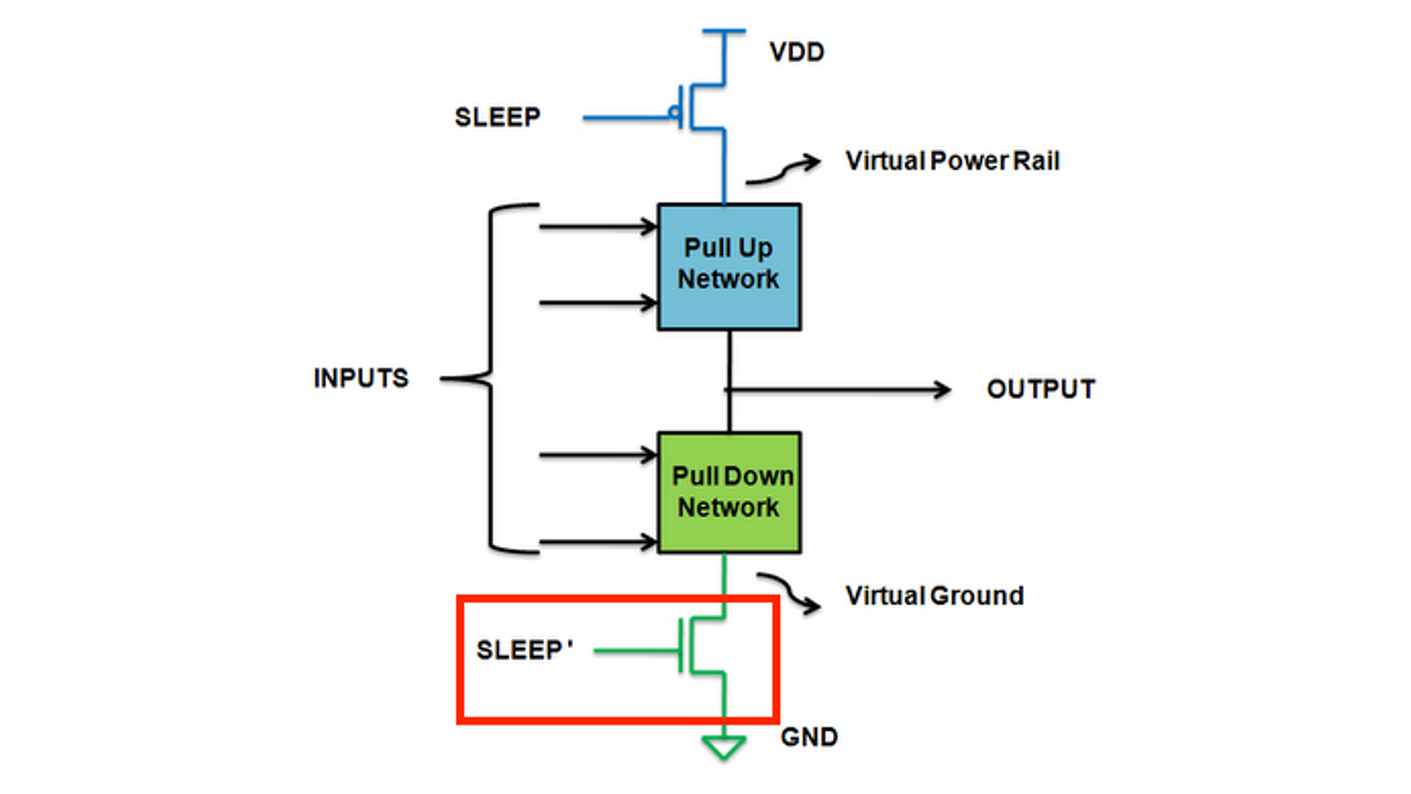 VDD
SLEEP
Virtual Power Rail
Pull Up
Network
INPUTS
OUTPUT
Pull Down
Network
Virtual Ground
SLEEP'
GND